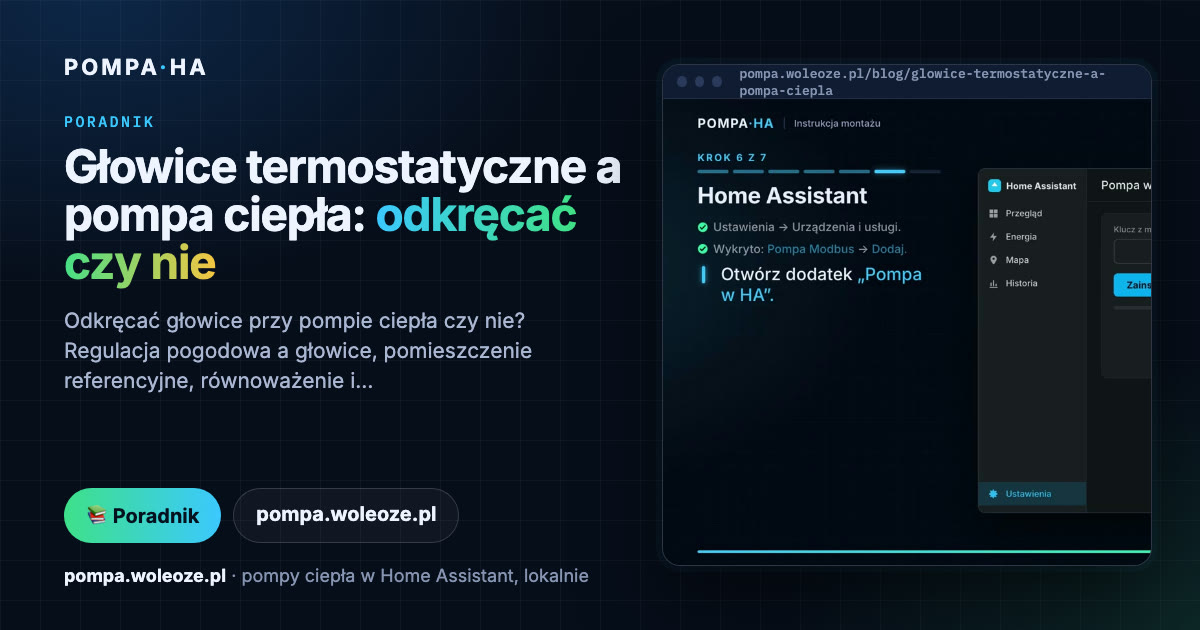 POMPA·HA
PORADNIK
Głowice termostatyczne a
pompa ciepła: odkręcać
czy nie
Odkręcać głowice przy pompie ciepła czy nie?
Regulacja pogodowa a głowice, pomieszczenie
referencyjne, równoważenie i...
Poradnik
pompa.woleoze.pl
pompa.woleoze.pl · pompy ciepła w Home Assistant, lokalnie
pompa.woleoze.pl/blog/glowice-termostatyczne-a-
pompa-ciepla
POMPA·HA | Instrukcja montażu
KROK 6 Z 7
Home Assistant
Ustawienia → Urządzenia i usługi.
Wykryto: Pompa Modbus → Dodaj.
Otwórz dodatek „Pompa
w HA”.
Home Assistant
Przegląd
Energia
Mapa
Historia
Ustawienia
Pompa w
Klucz z m
Zains